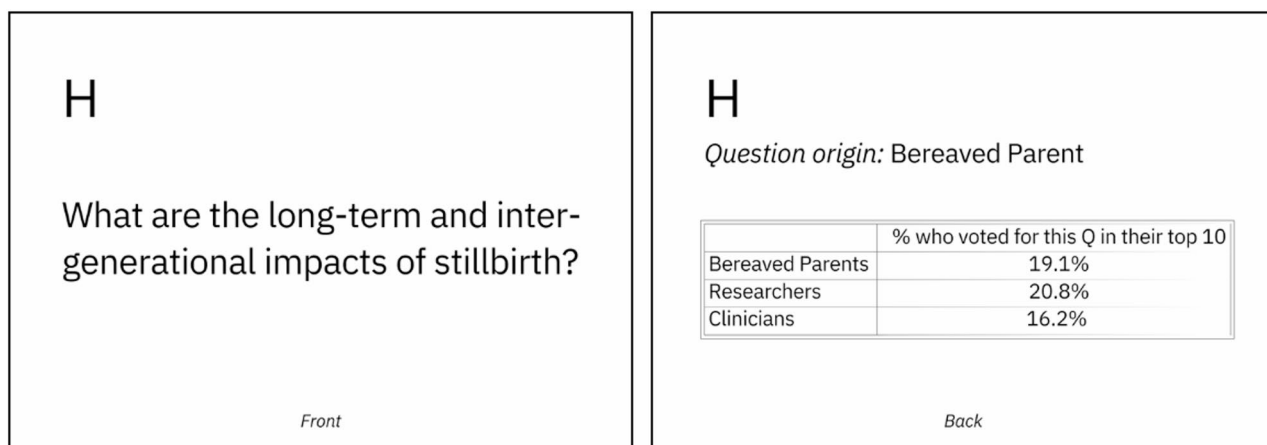 H
What are the long-term and inter-
generational impacts of stillbirth?
Front
H
Question origin: Bereaved Parent
% who voted for this Q in their top 10
Bereaved Parents 19.1%
Researchers 20.8%
Clinicians 16.2%
Back